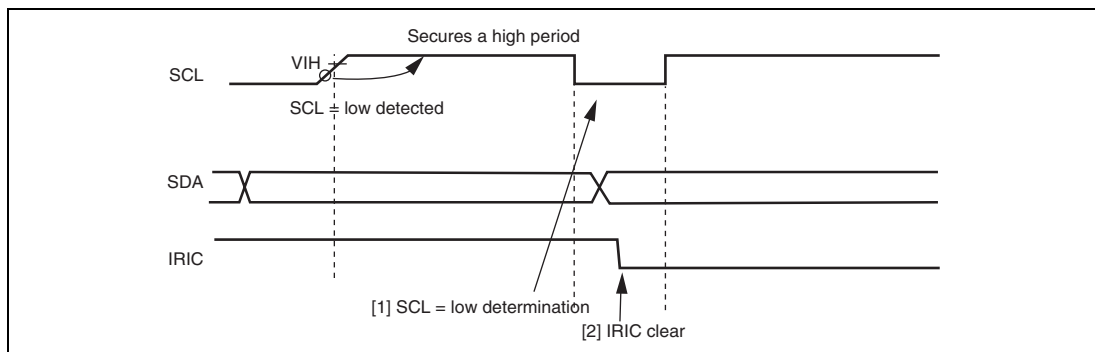 Secures a high period
VIH
SCL
SCL = low detected
SDA
IRIC
[1] SCL = low determination
[2] IRIC clear